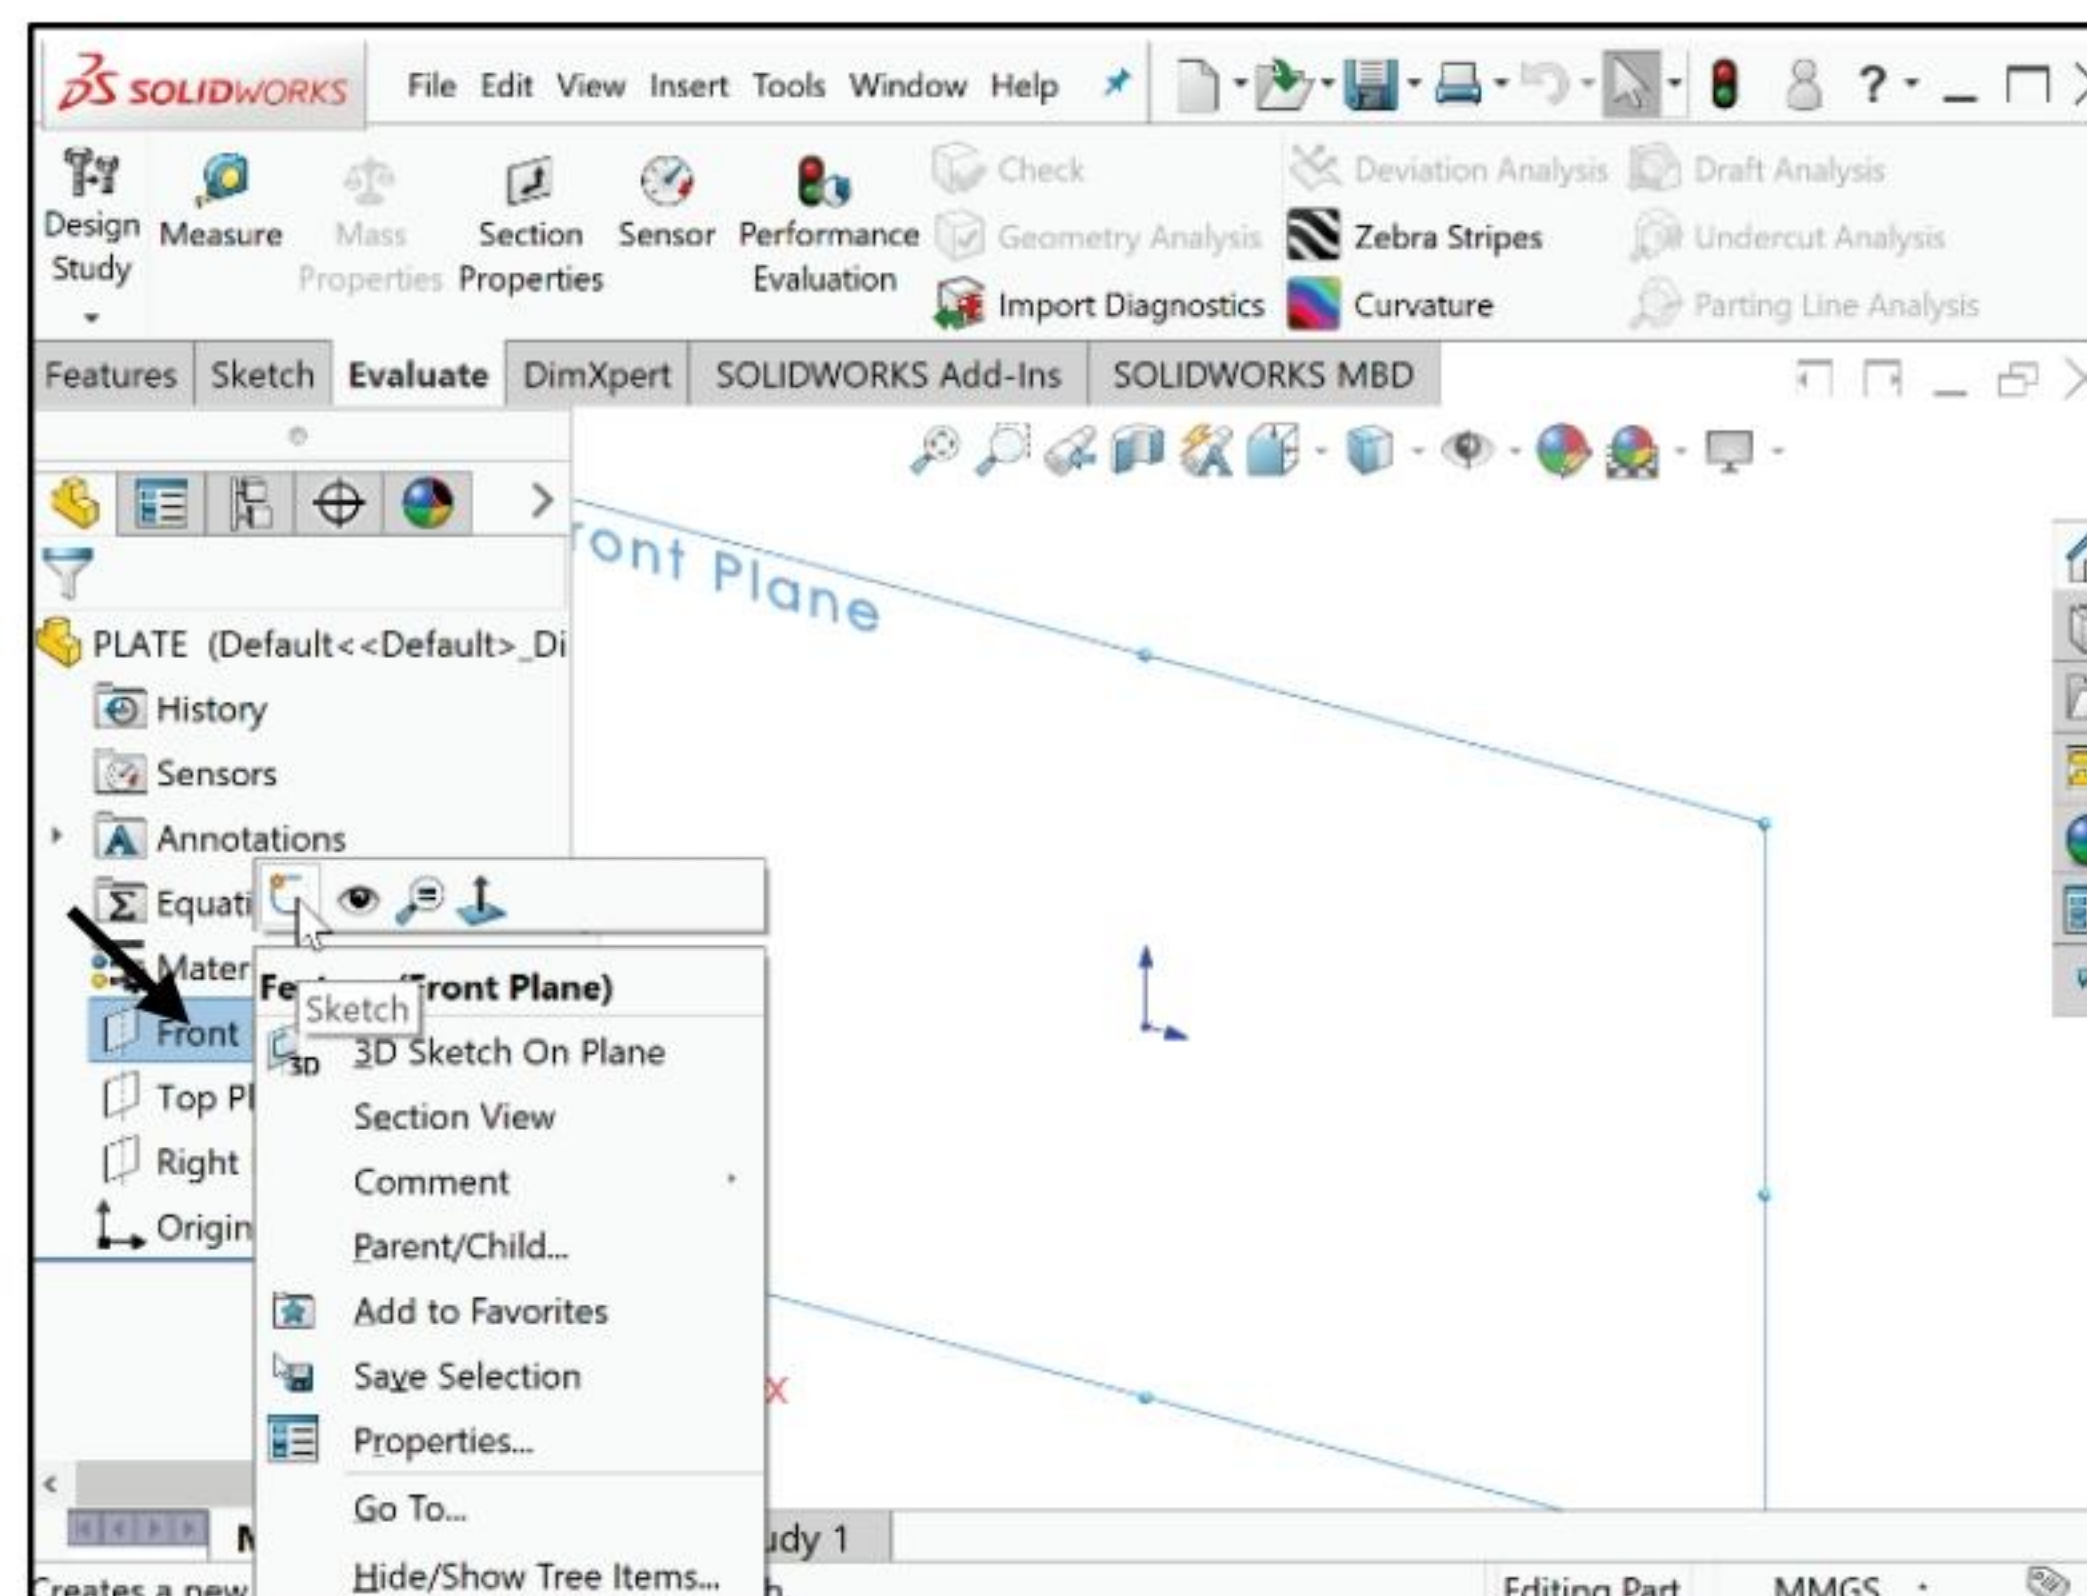 SOLIDWORKS File Edit View Insert Tools Window Help ?
Design Study
Measure
Mass Properties
Section Properties
Sensor
Performance Evaluation
Check
Geometry Analysis
Import Diagnostics
Deviation Analysis
Zebra Stripes
Curvature
Draft Analysis
Undercut Analysis
Parting Line Analysis
Features Sketch Evaluate DimXpert SOLIDWORKS Add-Ins SOLIDWORKS MBD
ront Plane
PLATE (Default<<Default>_Di
History
Sensors
Annotations
Equati
Mater
Front
Top Pl
Right
Origin
Sketch
Front Plane)
3D 3D Sketch On Plane
Section View
Comment
Parent/Child...
Add to Favorites
Save Selection
Properties...
Go To...
Hide/Show Tree Items...
X
udy 1
Creates a new
Editing Part MMGS